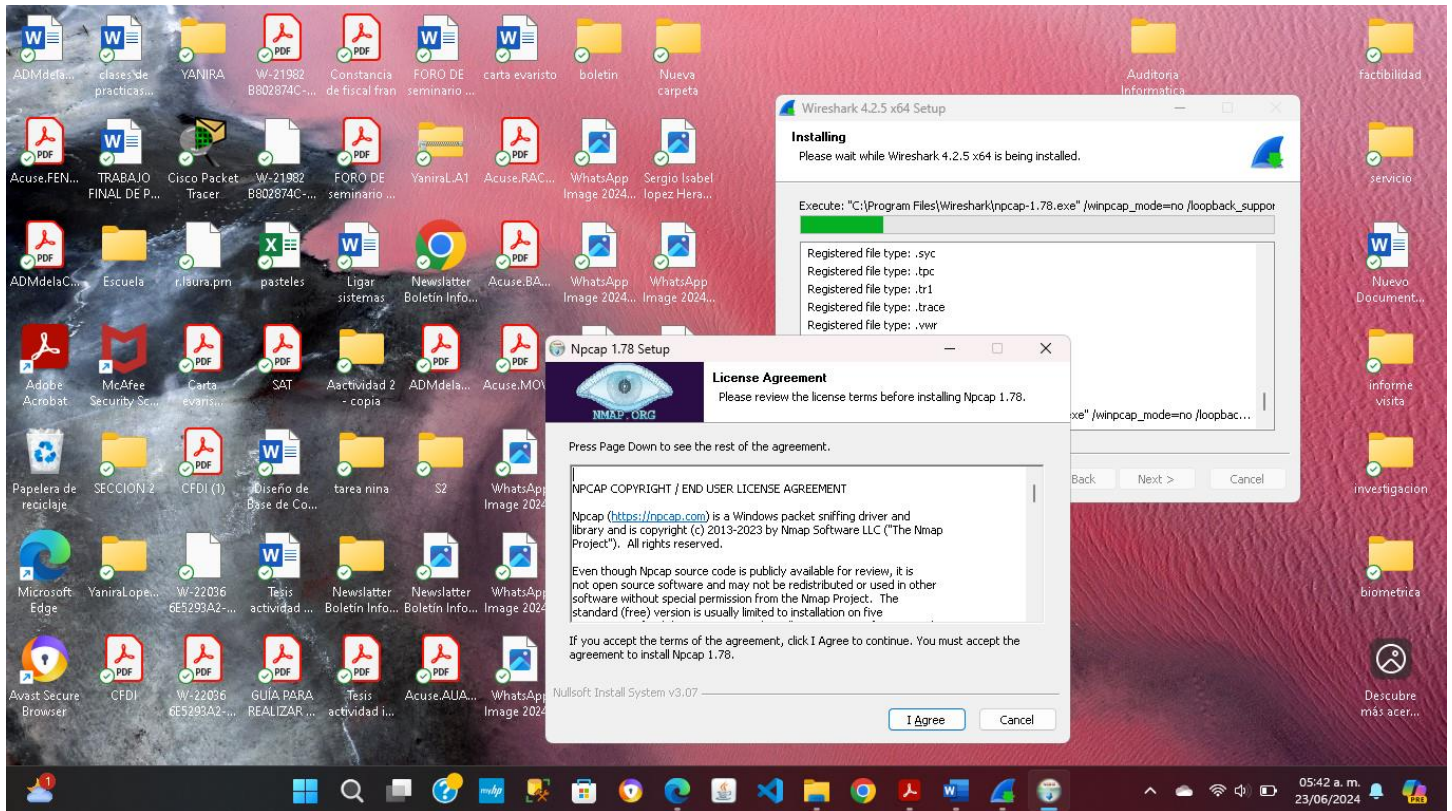 ADMdela...
clases de
practicas...
YANIRA
W-21982
B802874C-...
Constancia
de fiscal fran
FORO DE
seminario ...
carta evaristo
boletin
Nueva
carpeta
Auditoria
Informatica
factibilidad
Acuse.FEN...
TRABAJO
FINAL DE P...
Cisco Packet
Tracer
W-21982
B802874C-...
FORO DE
seminario ...
YaniraL.A1
Acuse.RAC...
WhatsApp
Image 2024...
Sergio Isabel
lopez Hera...
servicio
ADMdelaC...
Escuela
r.laura.prn
pasteles
Ligar
sistemas
Newslatter
Boletín Info...
Acuse.BA...
WhatsApp
Image 2024...
WhatsApp
Image 2024...
Nuevo
Document...
Adobe
Acrobat
McAfee
Security Sc...
Carta
evaris...
SAT
Aactividad 2
- copia
ADMdela...
Acuse.MOV
informe
visita
Papelera de
reciclaje
SECCION 2
CFDI (1)
Diseño de
Base de Co...
tarea nina
S2
WhatsApp
Image 2024
investigacion
Microsoft
Edge
YaniraLope...
W-22036
6E5293A2-...
Tesis
actividad ...
Newslatter
Boletín Info...
Newslatter
Boletín Info...
WhatsApp
Image 2024
biometrica
Avast Secure
Browser
CFDI
W-22036
6E5293A2-...
GUÍA PARA
REALIZAR ...
Tesis
actividad i...
Acuse.AUA...
WhatsApp
Image 2024
Descubre
más acer...
Wireshark 4.2.5 x64 Setup
Installing
Please wait while Wireshark 4.2.5 x64 is being installed.
Execute: "C:\Program Files\Wireshark\npcap-1.78.exe" /winpcap_mode=no /loopback_suppor
Registered file type: .syc
Registered file type: .tpc
Registered file type: .tr1
Registered file type: .trace
Registered file type: .vwr
exe" /winpcap_mode=no /loopbac...
Back
Next >
Cancel
Npcap 1.78 Setup
NMAP.ORG
License Agreement
Please review the license terms before installing Npcap 1.78.
Press Page Down to see the rest of the agreement.
NPCAP COPYRIGHT / END USER LICENSE AGREEMENT
Npcap (https://npcap.com) is a Windows packet sniffing driver and
library and is copyright (c) 2013-2023 by Nmap Software LLC ("The Nmap
Project"). All rights reserved.
Even though Npcap source code is publicly available for review, it is
not open source software and may not be redistributed or used in other
software without special permission from the Nmap Project. The
standard (free) version is usually limited to installation on five
If you accept the terms of the agreement, click I Agree to continue. You must accept the
agreement to install Npcap 1.78.
Nullsoft Install System v3.07
I Agree
Cancel
1
myhp
05:42 a. m.
23/06/2024
PRE